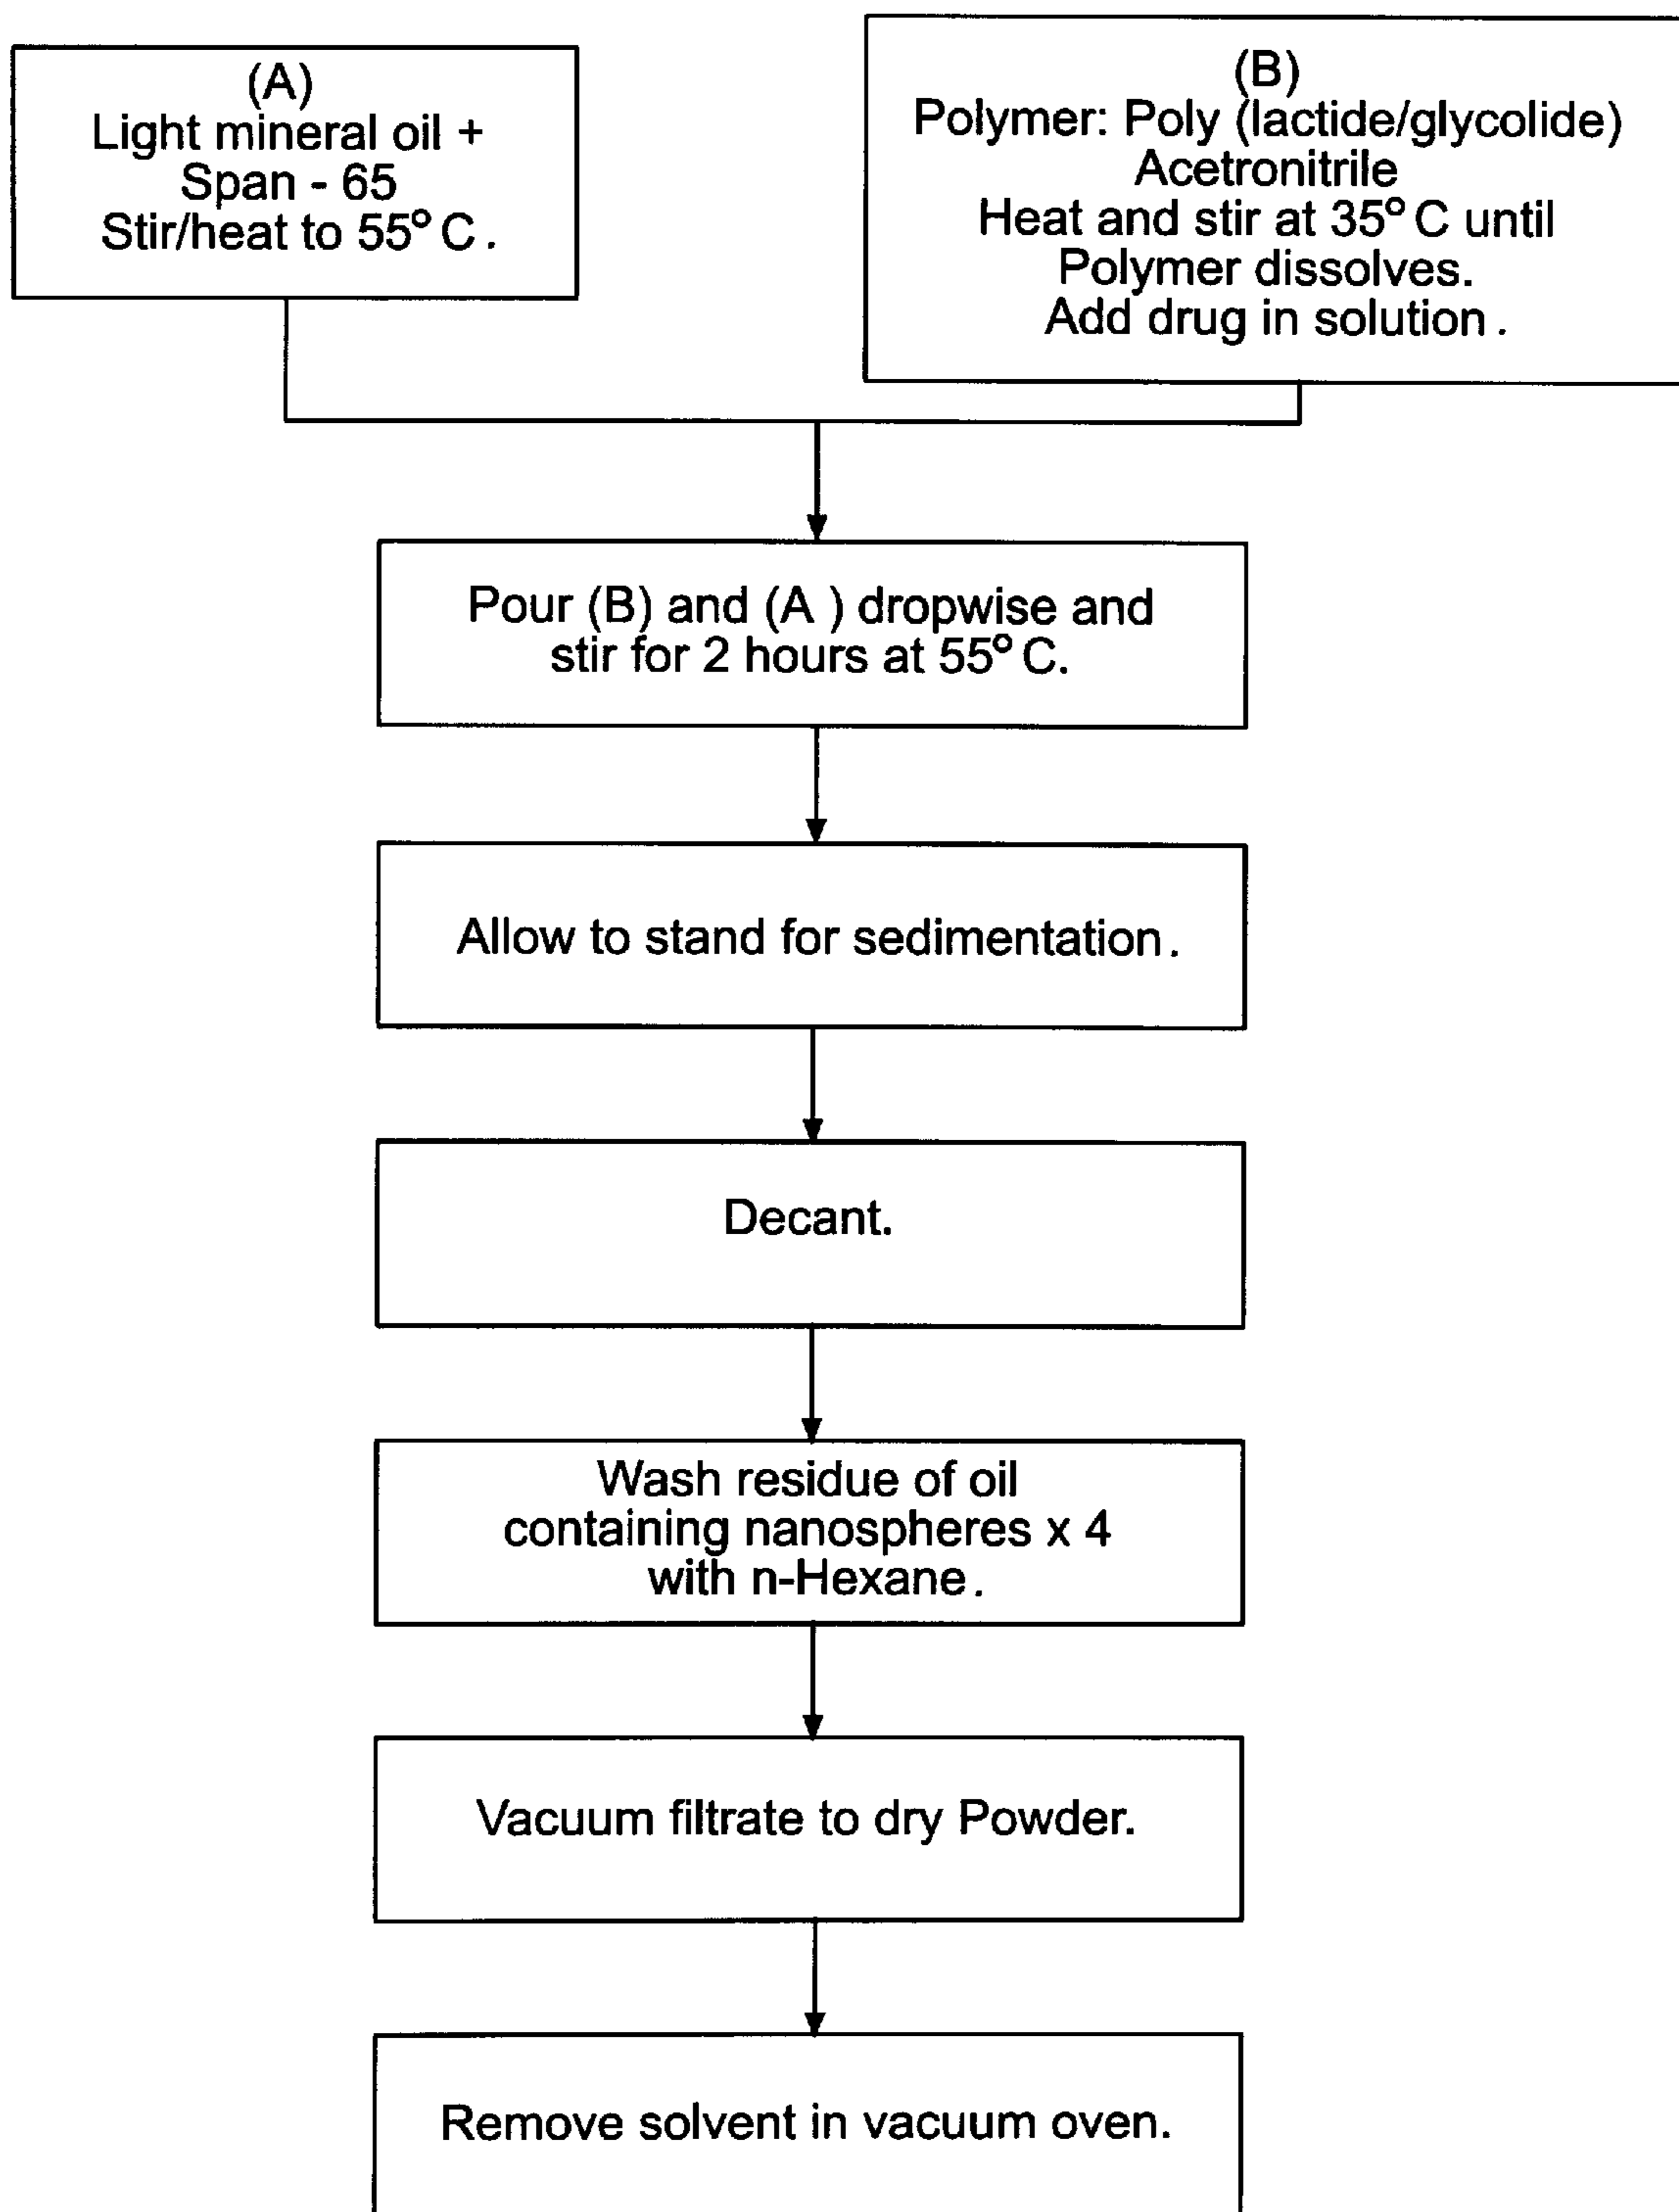 (A)
Light mineral oil +
Span - 65
Stir/heat to 55° C.
(B)
Polymer: Poly (lactide/glycolide)
Acetronitrile
Heat and stir at 35° C until
Polymer dissolves.
Add drug in solution.
Pour (B) and (A ) dropwise and
stir for 2 hours at 55° C.
Allow to stand for sedimentation.
Decant.
Wash residue of oil
containing nanospheres x 4
with n-Hexane.
Vacuum filtrate to dry Powder.
Remove solvent in vacuum oven.